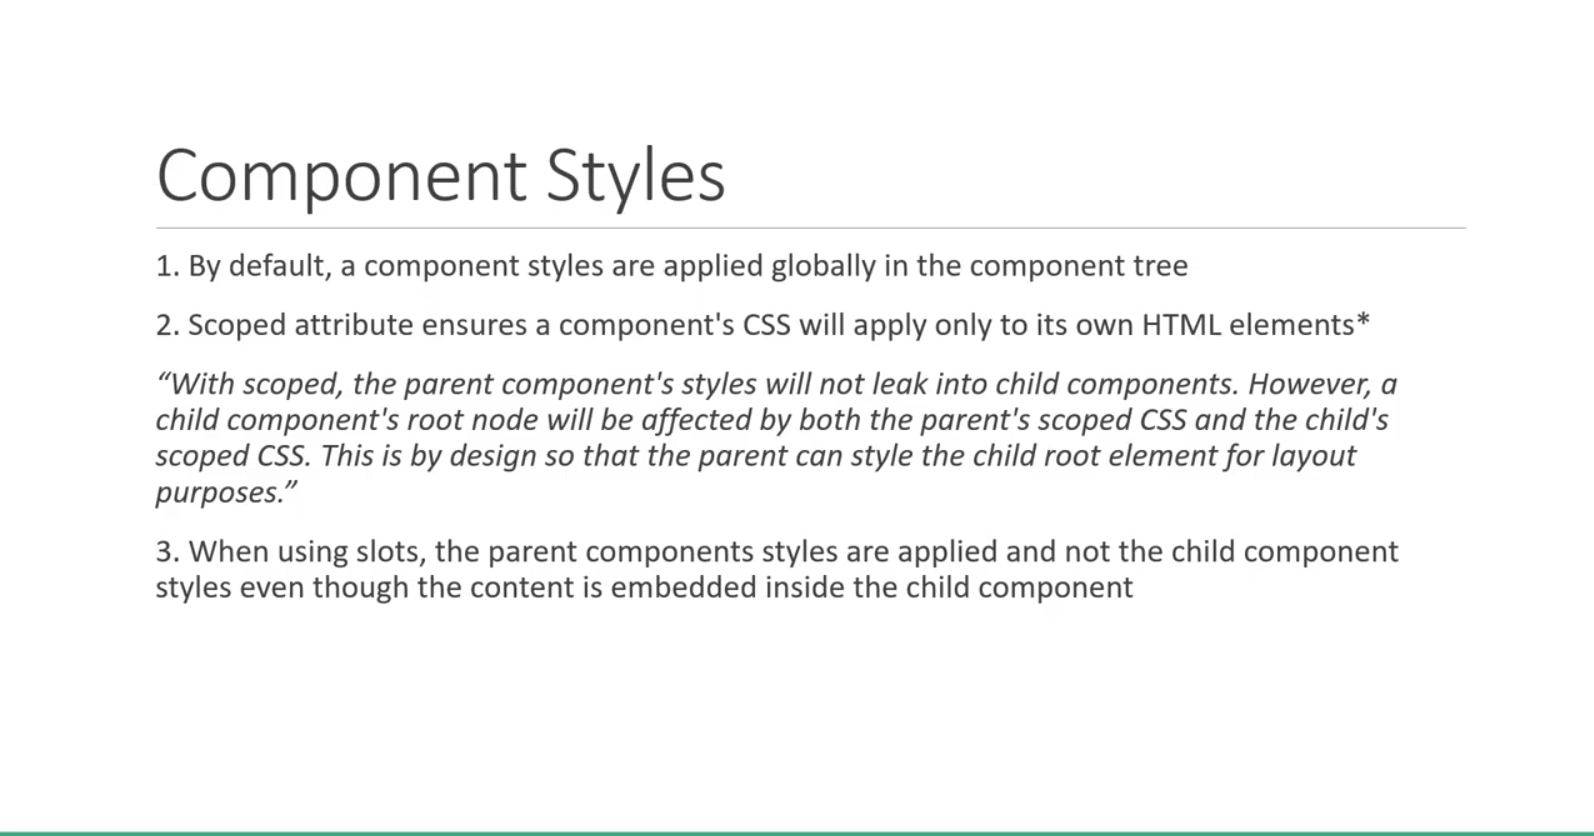 Component Styles
1. By default, a component styles are applied globally in the component tree
2. Scoped attribute ensures a component's CSS will apply only to its own HTML elements*
“With scoped, the parent component's styles will not leak into child components. However, a
child component's root node will be affected by both the parent's scoped CSS and the child's
scoped CSS. This is by design so that the parent can style the child root element for layout
purposes.”
3. When using slots, the parent components styles are applied and not the child component
styles even though the content is embedded inside the child component